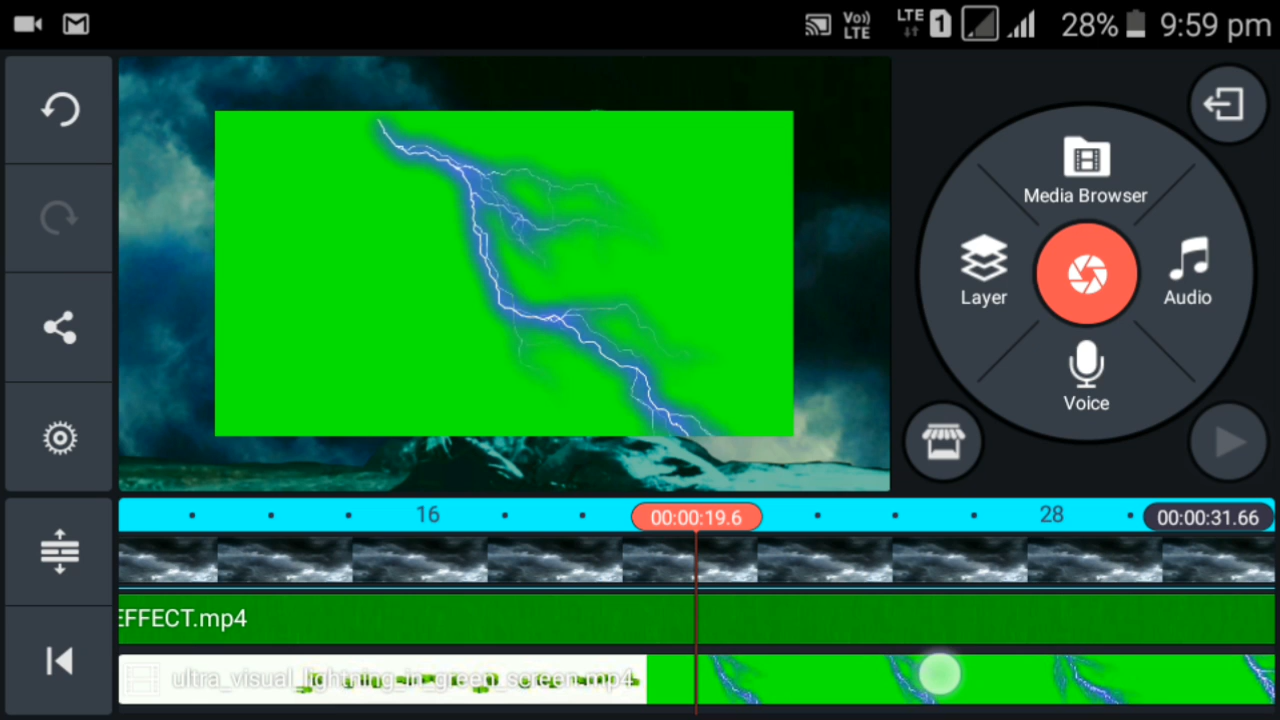 Vo))
LTE
LTE
1
28%
9:59 pm
Media Browser
Layer
Audio
Voice
16
00:00:19.6
28
00:00:31.66
EFFECT.mp4
ultra_visual_lightning_in_green_screen.mp4